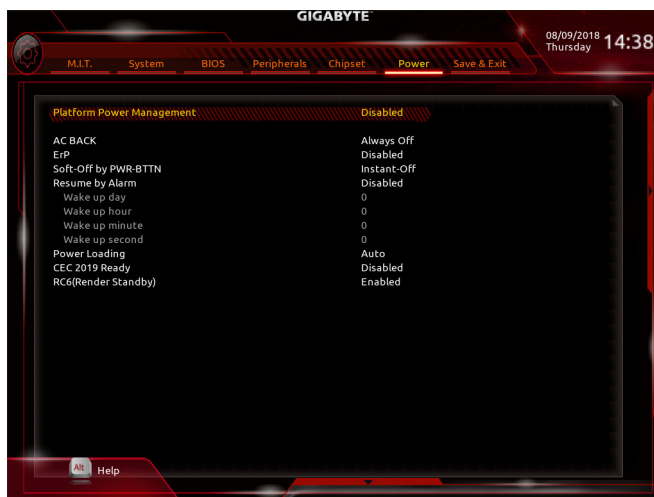 GIGABYTE™
08/09/2018 Thursday 14:38
M.I.T. System BIOS Peripherals Chipset Power Save & Exit
Platform Power Management Disabled
AC BACK Always Off
ErP Disabled
Soft-Off by PWR-BTTN Instant-Off
Resume by Alarm Disabled
Wake up day 0
Wake up hour 0
Wake up minute 0
Wake up second 0
Power Loading Auto
CEC 2019 Ready Disabled
RC6(Render Standby) Enabled
Alt Help